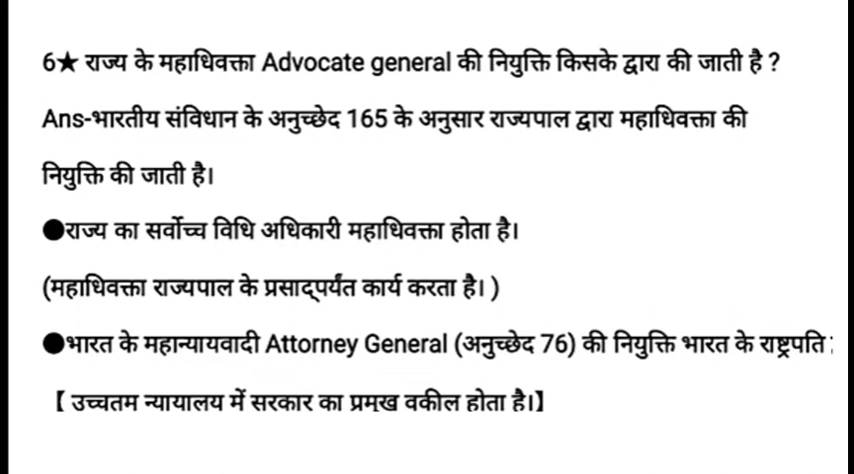 6★ राज्य के महाधिवक्ता Advocate general की नियुक्ति किसके द्वारा की जाती है ?
Ans-भारतीय संविधान के अनुच्छेद 165 के अनुसार राज्यपाल द्वारा महाधिवक्ता की
नियुक्ति की जाती है।
●राज्य का सर्वोच्च विधि अधिकारी महाधिवक्ता होता है।
(महाधिवक्ता राज्यपाल के प्रसाद्पर्यंत कार्य करता है। )
●भारत के महान्यायवादी Attorney General (अनुच्छेद 76) की नियुक्ति भारत के राष्ट्रपति
【 उच्चतम न्यायालय में सरकार का प्रमुख वकील होता है।】